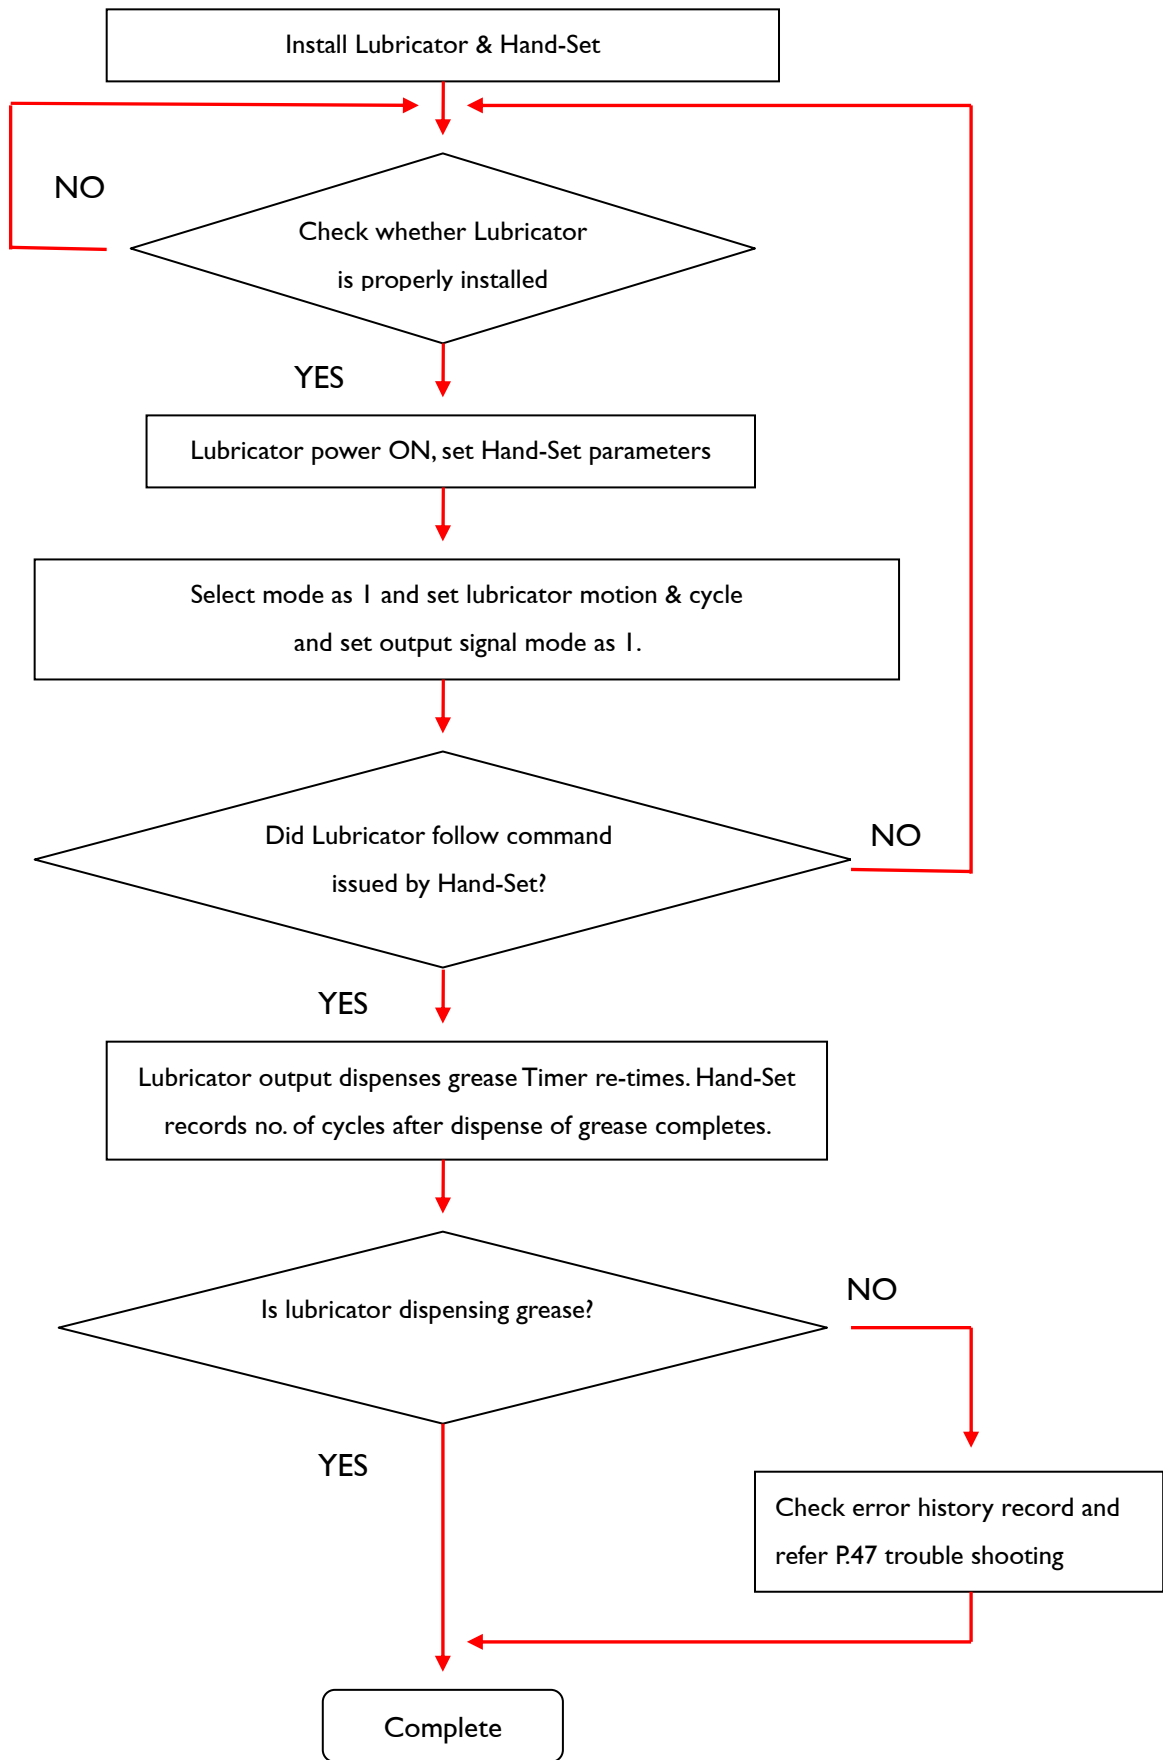 Install Lubricator & Hand-Set
NO
Check whether Lubricator
is properly installed
YES
Lubricator power ON, set Hand-Set parameters
Select mode as 1 and set lubricator motion & cycle
and set output signal mode as 1.
Did Lubricator follow command
issued by Hand-Set?
NO
YES
Lubricator output dispenses grease Timer re-times. Hand-Set
records no. of cycles after dispense of grease completes.
Is lubricator dispensing grease?
NO
YES
Check error history record and
refer P.47 trouble shooting
Complete